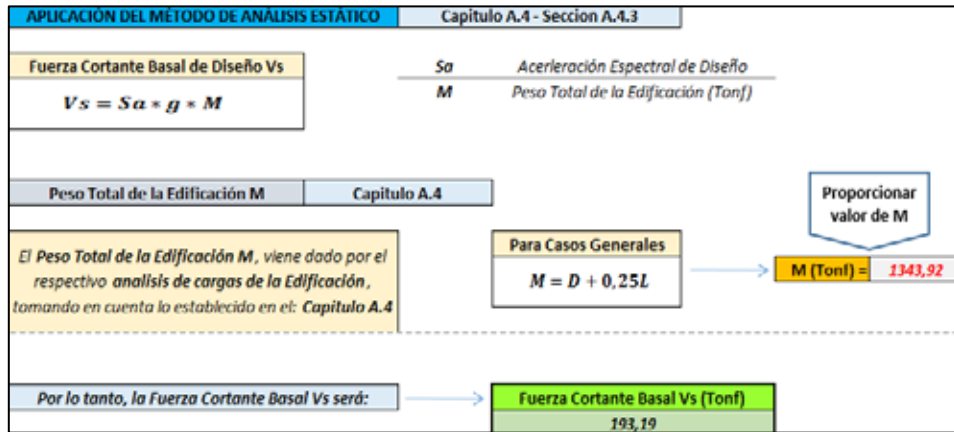 APLICACIÓN DEL MÉTODO DE ANÁLISIS ESTÁTICO
Capitulo A.4 - Seccion A.4.3
Fuerza Cortante Basal de Diseño Vs
Vs = Sa * g * M
Sa Acerleración Espectral de Diseño
M Peso Total de la Edificación (Tonf)
Peso Total de la Edificación M
Capitulo A.4
El Peso Total de la Edificación M, viene dado por el
respectivo analisis de cargas de la Edificación,
tomando en cuenta lo establecido en el: Capitulo A.4
Para Casos Generales
M = D + 0,25L
Proporcionar
valor de M
M (Tonf) = 1343,92
Por lo tanto, la Fuerza Cortante Basal Vs será:
Fuerza Cortante Basal Vs (Tonf)
193,19